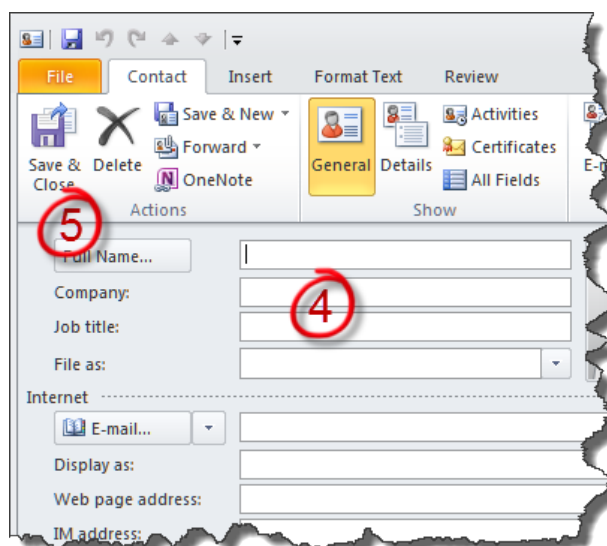 File Contact Insert Format Text Review
Save & Close
Delete
Save & New
Forward
OneNote
Actions
General
Details
Activities
Certificates
All Fields
Show
5
Full Name...
4
Company:
Job title:
File as:
Internet
E-mail...
Display as:
Web page address:
IM address: